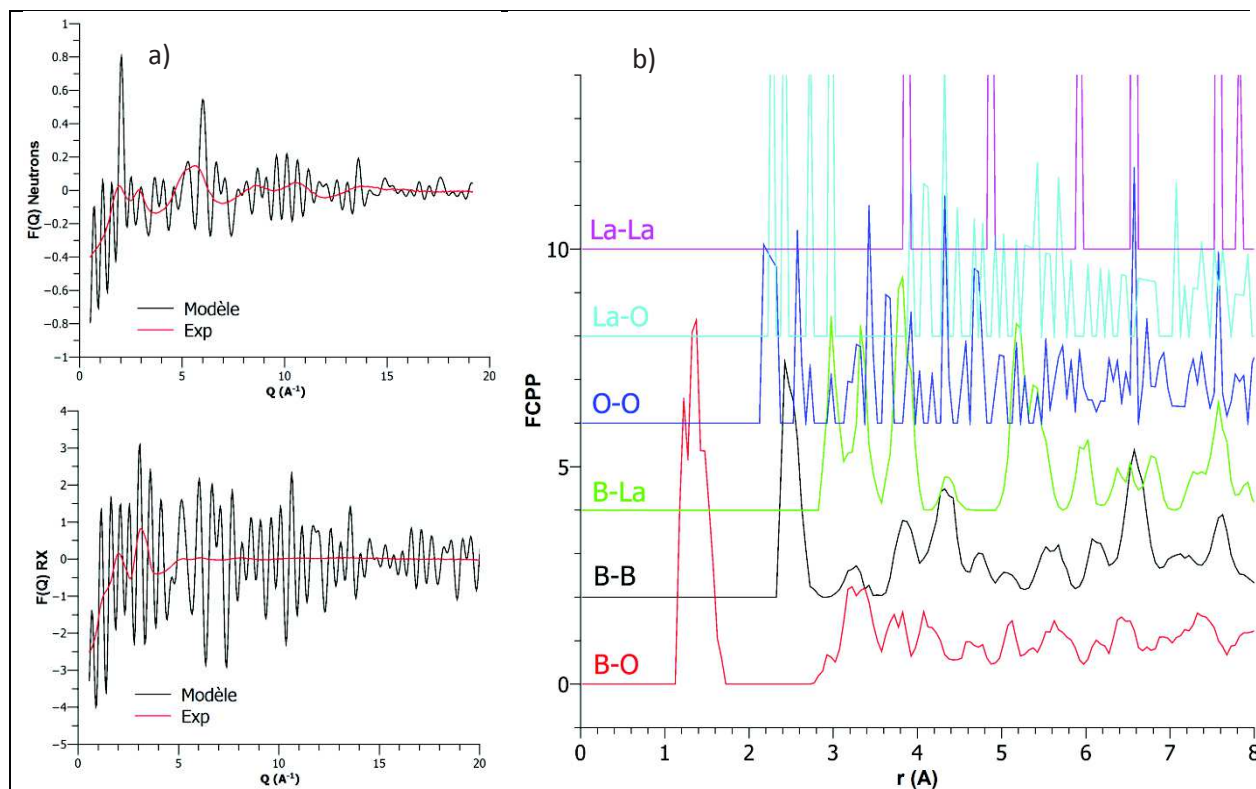 a)
1
0.8
0.6
0.4
0.2
0
−0.2
−0.4
−0.6
−0.8
−1
F(Q) Neutrons
Modèle
Exp
0
5
10
15
20
Q (A⁻¹)
4
3
2
1
0
−1
−2
−3
−4
−5
F(Q) RX
Modèle
Exp
0
5
10
15
20
Q (A⁻¹)
b)
La-La
La-O
O-O
B-La
B-B
B-O
10
5
0
FCPP
0
1
2
3
4
5
6
7
8
r (A)